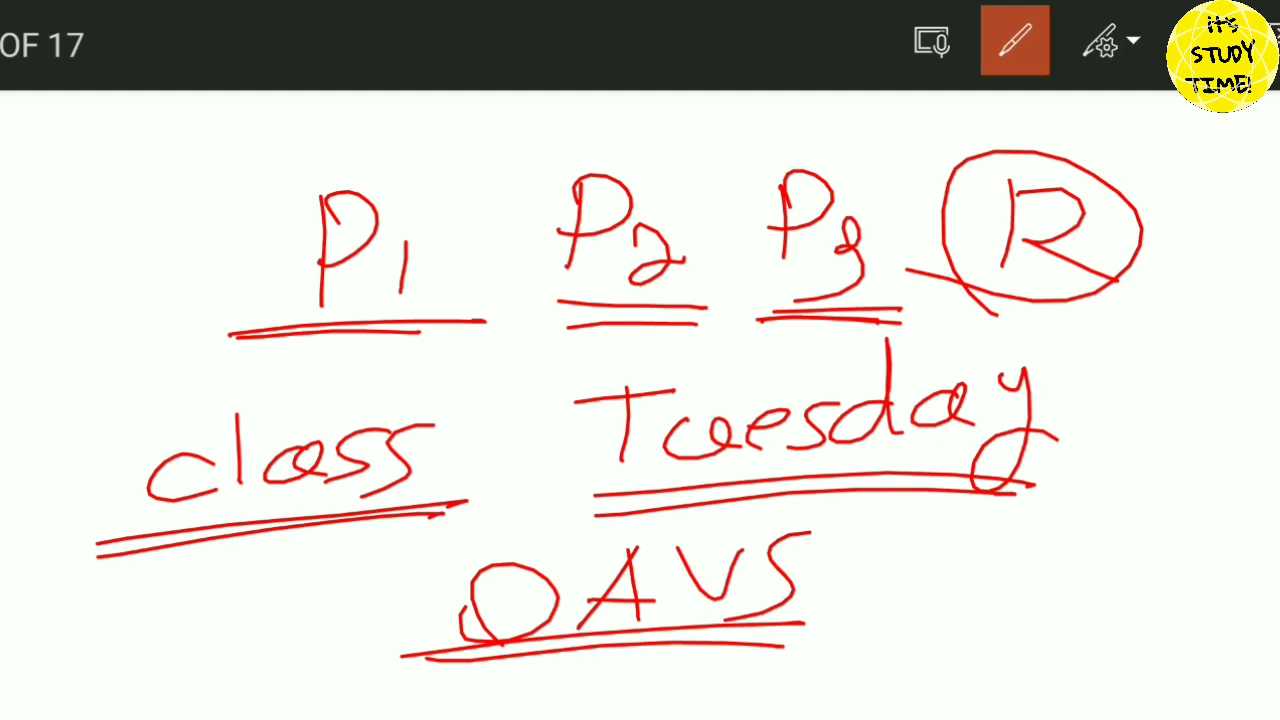 OF 17
IT'S
STUDY
TIME!
P1 P2 P3 R
class Tuesday
OAVS